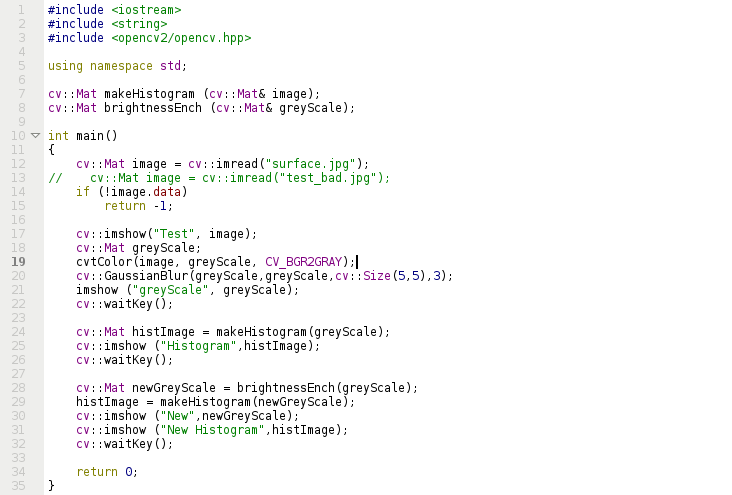 1 #include <iostream>
2 #include <string>
3 #include <opencv2/opencv.hpp>
4
5 using namespace std;
6
7 cv::Mat makeHistogram (cv::Mat& image);
8 cv::Mat brightnessEnch (cv::Mat& greyScale);
9
10 int main()
11 {
12     cv::Mat image = cv::imread("surface.jpg");
13 //    cv::Mat image = cv::imread("test_bad.jpg");
14     if (!image.data)
15         return -1;
16
17     cv::imshow("Test", image);
18     cv::Mat greyScale;
19     cvtColor(image, greyScale, CV_BGR2GRAY);
20     cv::GaussianBlur(greyScale,greyScale,cv::Size(5,5),3);
21     imshow ("greyScale", greyScale);
22     cv::waitKey();
23
24     cv::Mat histImage = makeHistogram(greyScale);
25     cv::imshow ("Histogram",histImage);
26     cv::waitKey();
27
28     cv::Mat newGreyScale = brightnessEnch(greyScale);
29     histImage = makeHistogram(newGreyScale);
30     cv::imshow ("New",newGreyScale);
31     cv::imshow ("New Histogram",histImage);
32     cv::waitKey();
33
34     return 0;
35 }